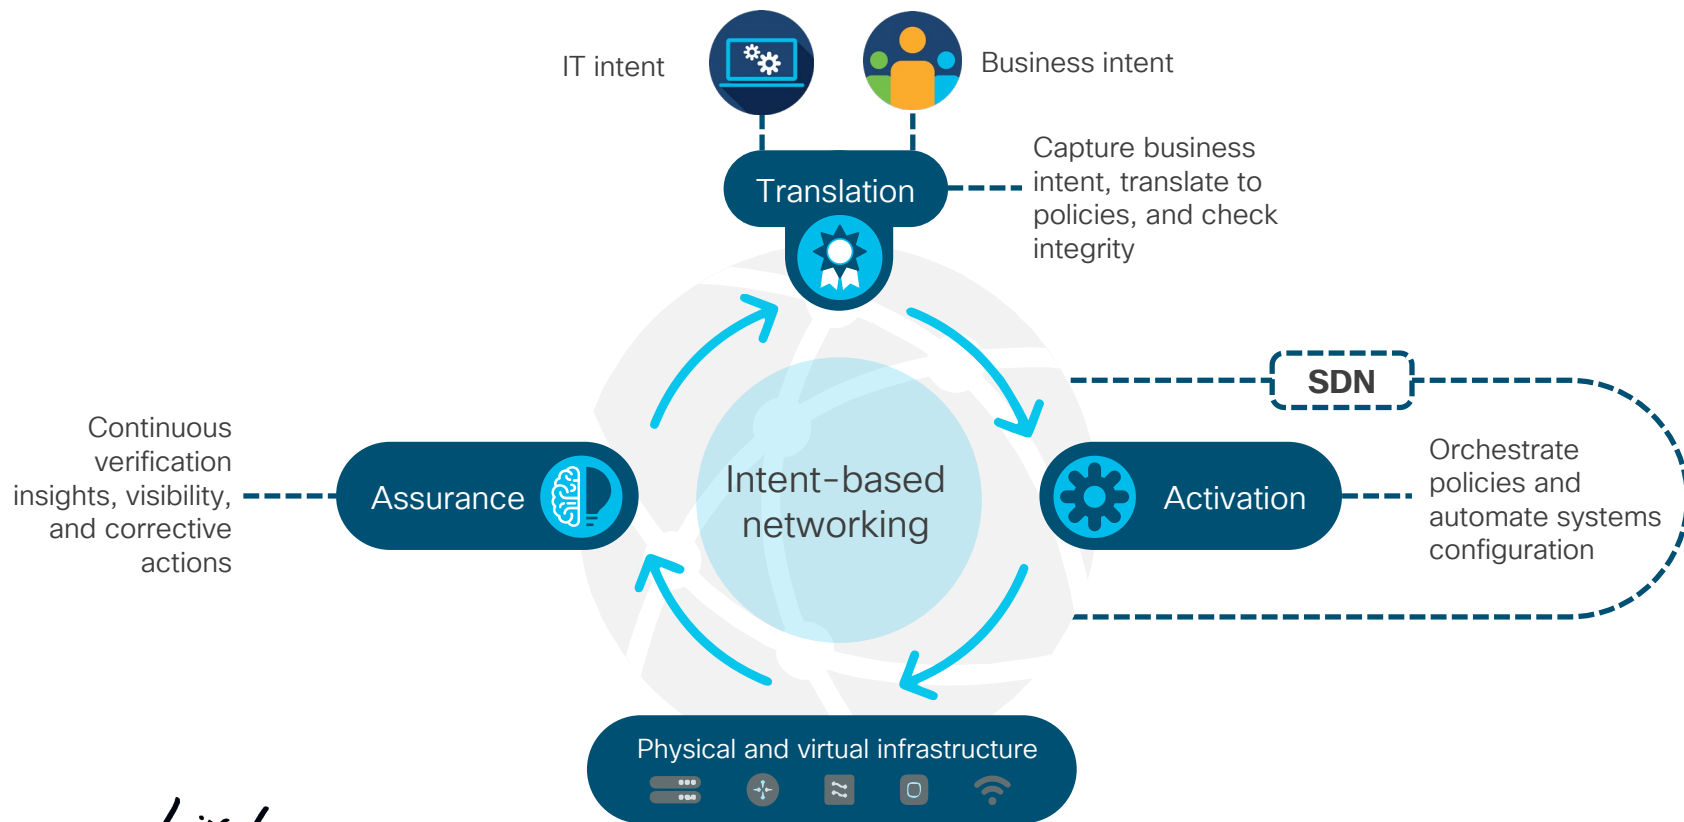 IT intent
Business intent
Translation
Capture business
intent, translate to
policies, and check
integrity
SDN
Continuous
verification
insights, visibility,
and corrective
actions
Assurance
Intent-based
networking
Activation
Orchestrate
policies and
automate systems
configuration
Physical and virtual infrastructure